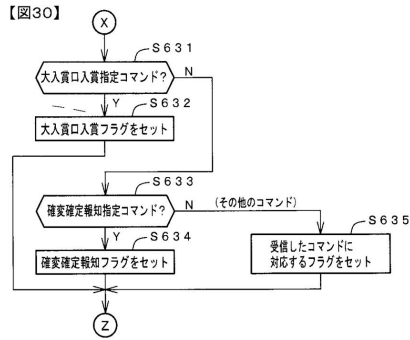 【図30】
X
S631
大入賞口入賞指定コマンド?
N
Y
S632
大入賞口入賞フラグをセット
S633
確変確定報知指定コマンド?
N
(その他のコマンド)
Y
S634
確変確定報知フラグをセット
S635
受信したコマンドに
対応するフラグをセット
Z